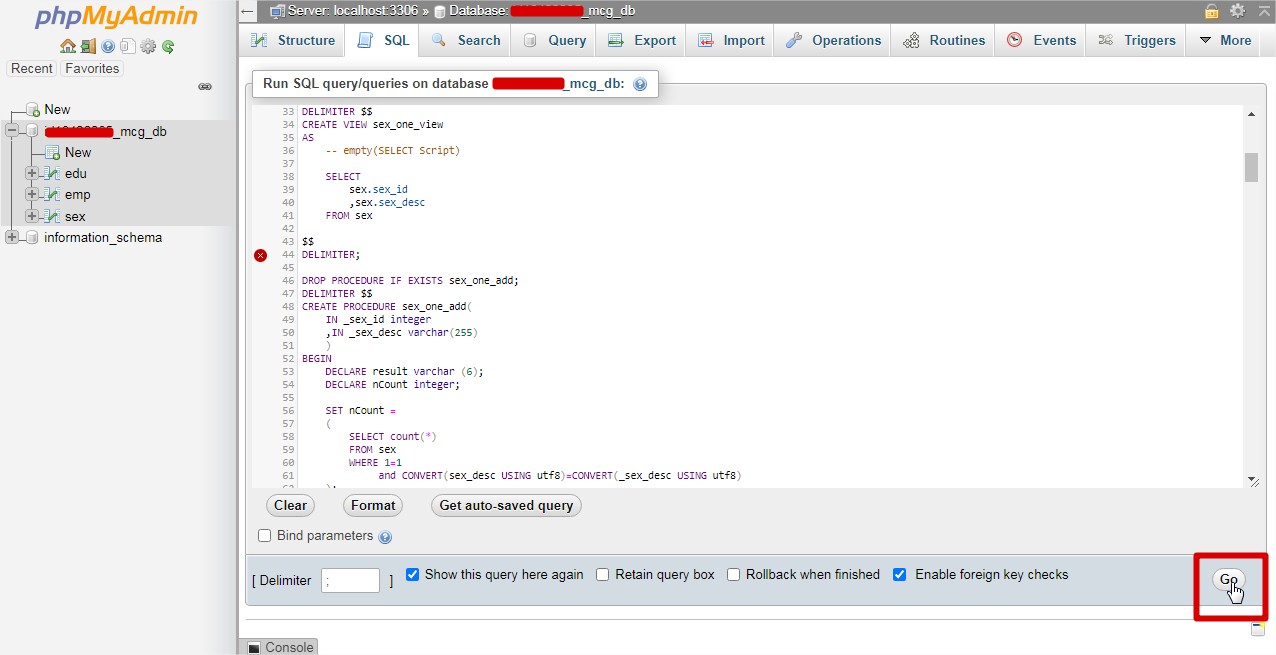 phpMyAdmin
Recent Favorites
New
_mcg_db
New
edu
emp
sex
information_schema
Server: localhost:3306 » Database: _mcg_db
Structure SQL Search Query Export Import Operations Routines Events Triggers More
Run SQL query/queries on database _mcg_db:
33 DELIMITER $$
34 CREATE VIEW sex_one_view
35 AS
36 -- empty(SELECT Script)
37
38 SELECT
39 sex.sex_id
40 ,sex.sex_desc
41 FROM sex
42
43 $$
44 DELIMITER;
45
46 DROP PROCEDURE IF EXISTS sex_one_add;
47 DELIMITER $$
48 CREATE PROCEDURE sex_one_add(
49 IN _sex_id integer
50 ,IN _sex_desc varchar(255)
51 )
52 BEGIN
53 DECLARE result varchar (6);
54 DECLARE nCount integer;
55
56 SET nCount =
57 (
58 SELECT count(*)
59 FROM sex
60 WHERE 1=1
61 and CONVERT(sex_desc USING utf8)=CONVERT(_sex_desc USING utf8)
Clear Format Get auto-saved query
Bind parameters
[ Delimiter ; ] Show this query here again Retain query box Rollback when finished Enable foreign key checks
Go
Console